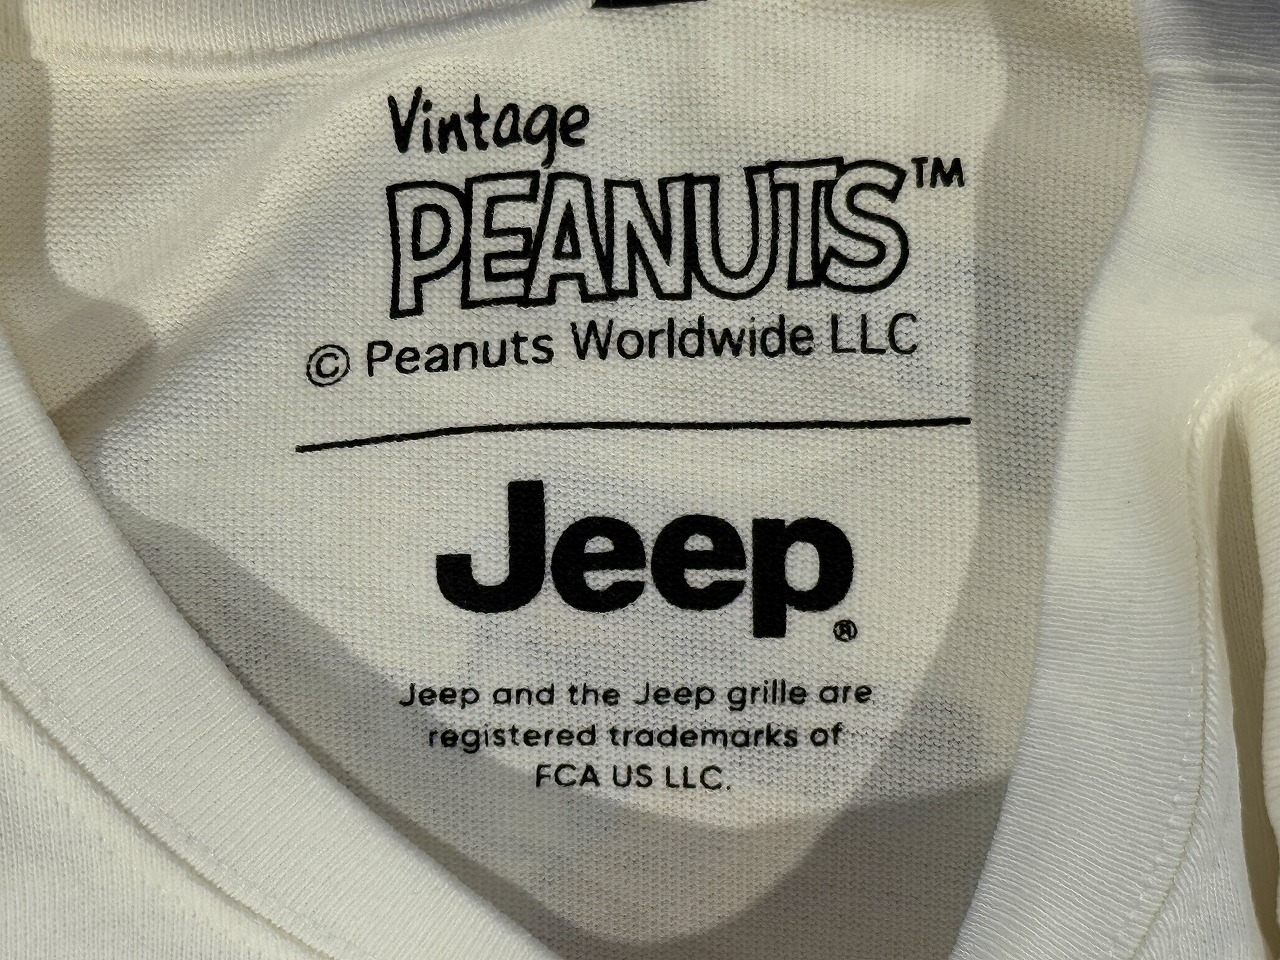 Vintage
PEANUTS™
© Peanuts Worldwide LLC
Jeep®
Jeep and the Jeep grille are
registered trademarks of
FCA US LLC.